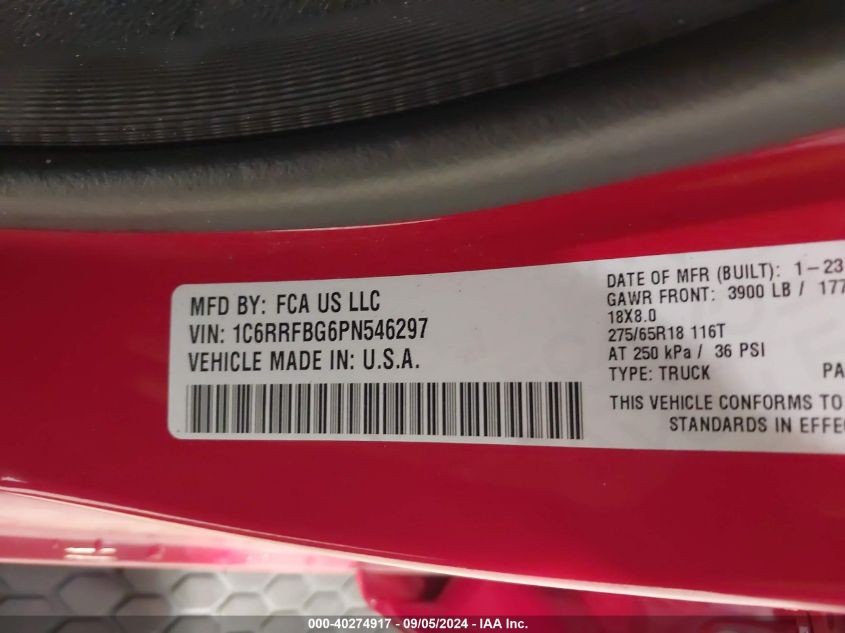 MFD BY: FCA US LLC
VIN: 1C6RRFBG6PN546297
VEHICLE MADE IN: U.S.A.
DATE OF MFR (BUILT): 1-23
GAWR FRONT: 3900 LB / 177
18X8.0
275/65R18 116T
AT 250 kPa / 36 PSI
TYPE: TRUCK PA
THIS VEHICLE CONFORMS TO
STANDARDS IN EFFE
000-40274917 - 09/05/2024 - IAA Inc.